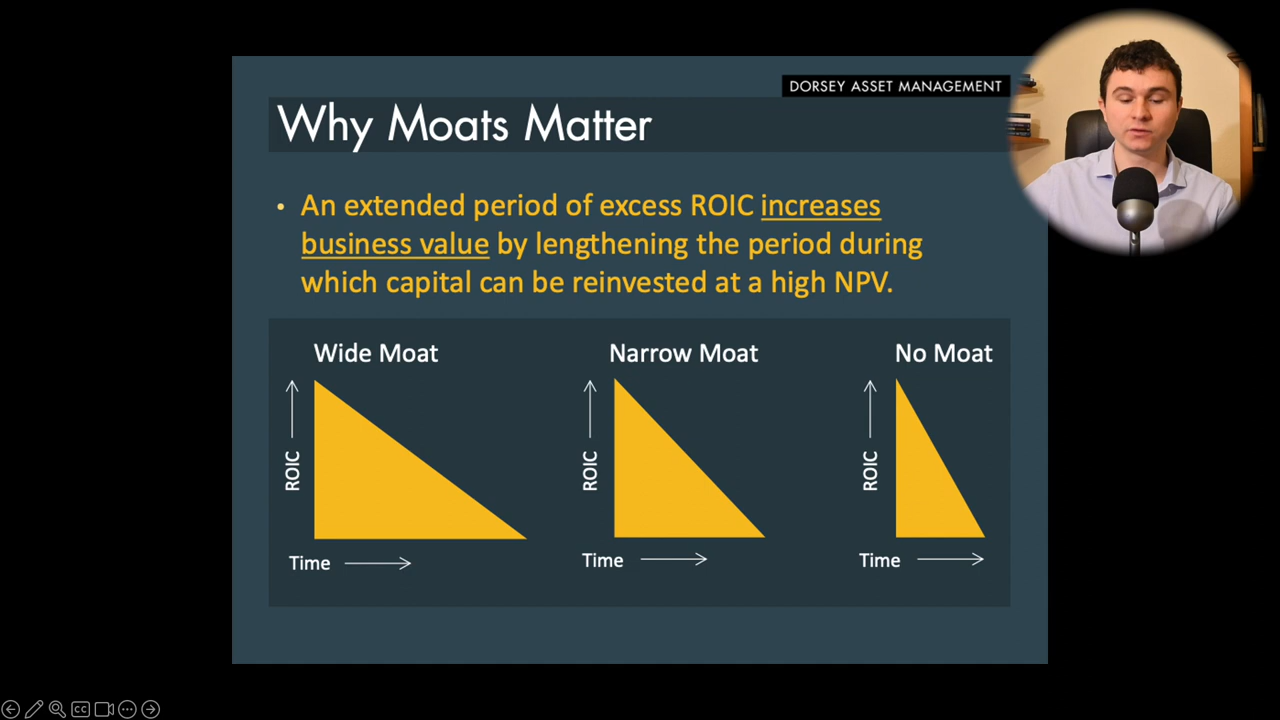 DORSEY ASSET MANAGEMENT
Why Moats Matter
• An extended period of excess ROIC increases
business value by lengthening the period during
which capital can be reinvested at a high NPV.
Wide Moat
ROIC
Time
Narrow Moat
ROIC
Time
No Moat
ROIC
Time
CC